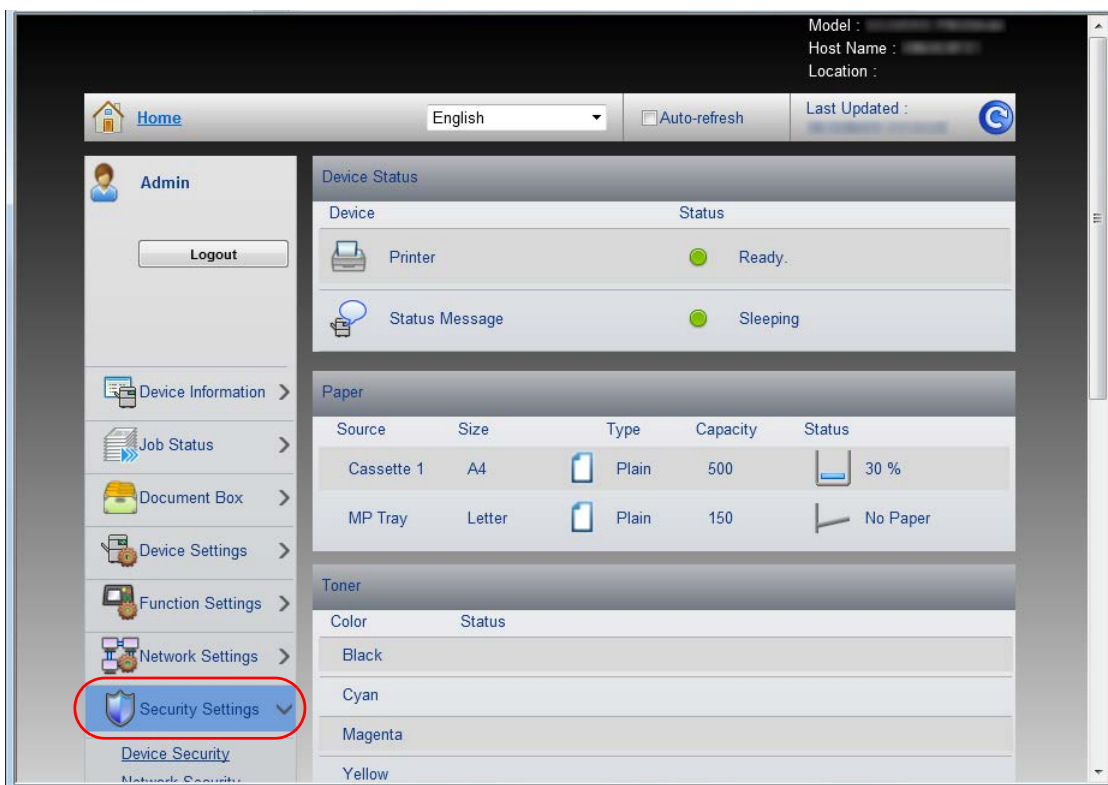 Model :
Host Name :
Location :
Home
English
Auto-refresh
Last Updated :
Admin
Logout
Device Information
Job Status
Document Box
Device Settings
Function Settings
Network Settings
Security Settings
Device Security
Network Security
Device Status
Device Status
Printer Ready.
Status Message Sleeping
Paper
Source Size Type Capacity Status
Cassette 1 A4 Plain 500 30 %
MP Tray Letter Plain 150 No Paper
Toner
Color Status
Black
Cyan
Magenta
Yellow